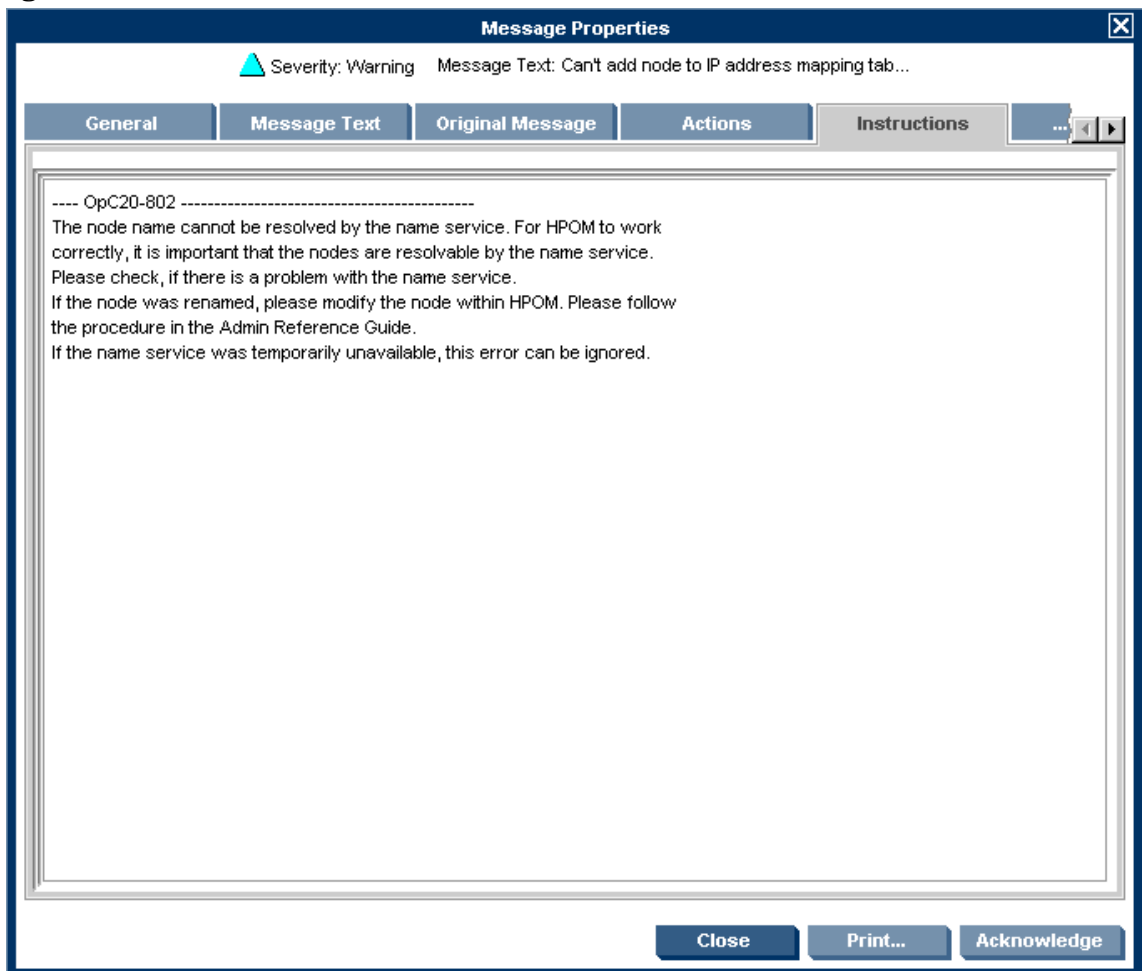 Message Properties
Severity: Warning Message Text: Can't add node to IP address mapping tab...
General Message Text Original Message Actions Instructions ...
---- OpC20-802 --------------------------------------------
The node name cannot be resolved by the name service. For HPOM to work
correctly, it is important that the nodes are resolvable by the name service.
Please check, if there is a problem with the name service.
If the node was renamed, please modify the node within HPOM. Please follow
the procedure in the Admin Reference Guide.
If the name service was temporarily unavailable, this error can be ignored.
Close Print... Acknowledge